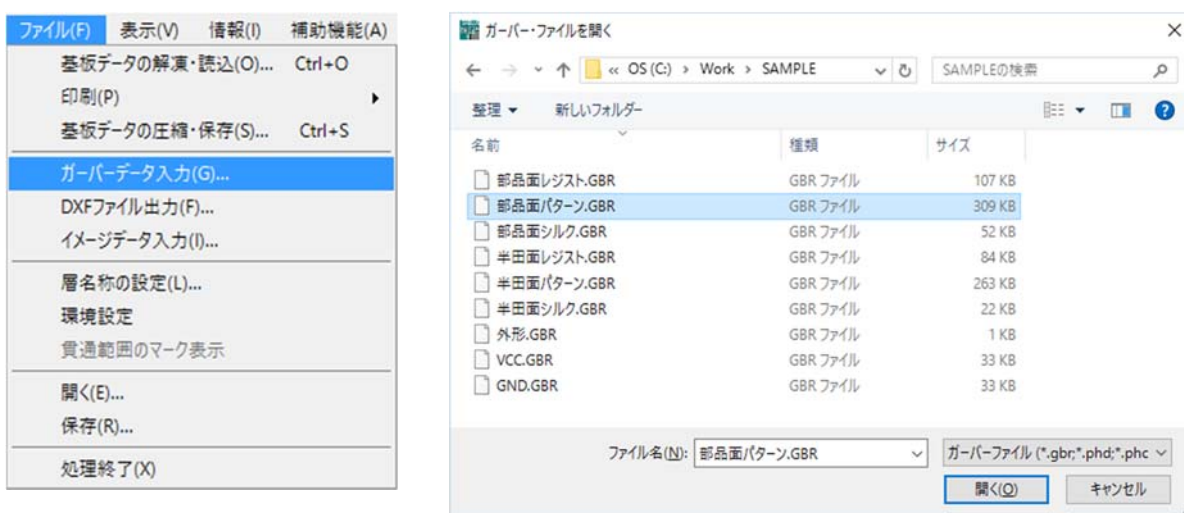 ファイル(F) 表示(V) 情報(I) 補助機能(A)
基板データの解凍・読込(O)... Ctrl+O
印刷(P)
基板データの圧縮・保存(S)... Ctrl+S
ガーバーデータ入力(G)...
DXFファイル出力(F)...
イメージデータ入力(I)...
層名称の設定(L)...
環境設定
貫通範囲のマーク表示
開く(E)...
保存(R)...
処理終了(X)
ガーバー・ファイルを開く
« OS (C:) › Work › SAMPLE SAMPLEの検索
整理 新しいフォルダー
名前 種類 サイズ
部品面レジスト.GBR GBR ファイル 107 KB
部品面パターン.GBR GBR ファイル 309 KB
部品面シルク.GBR GBR ファイル 52 KB
半田面レジスト.GBR GBR ファイル 84 KB
半田面パターン.GBR GBR ファイル 263 KB
半田面シルク.GBR GBR ファイル 22 KB
外形.GBR GBR ファイル 1 KB
VCC.GBR GBR ファイル 33 KB
GND.GBR GBR ファイル 33 KB
ファイル名(N): 部品面パターン.GBR ガーバーファイル (*.gbr;*.phd;*.phc
開く(O) キャンセル